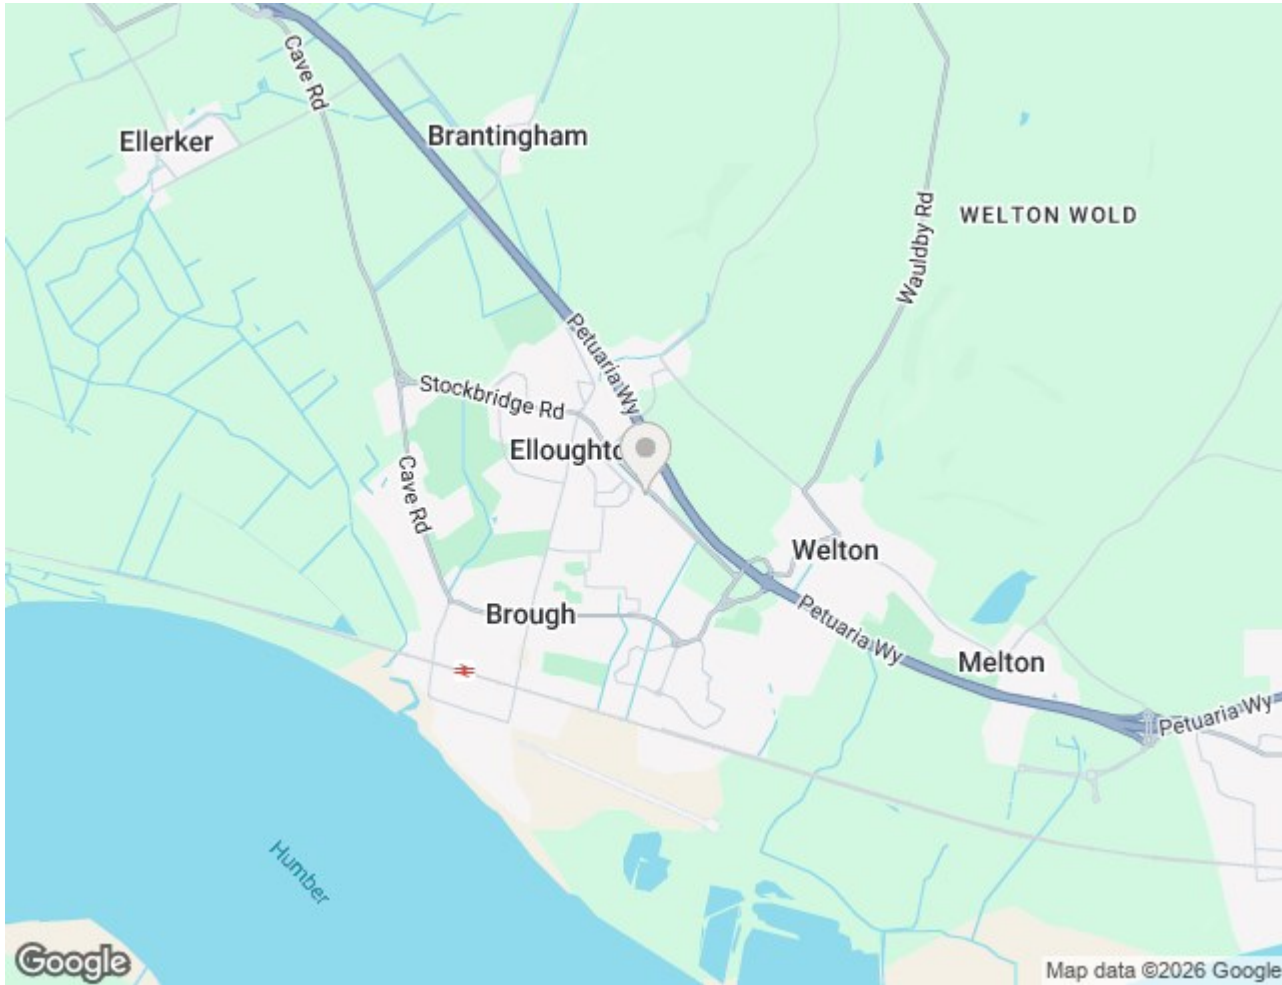 Cave Rd
Ellerker
Brantingham
WELTON WOLD
Wauldby Rd
Petuaria Wy
Stockbridge Rd
Cave Rd
Welton
Brough
Petuaria Wy
Melton
Petuaria Wy
Humber
Google
Map data ©2026 Google